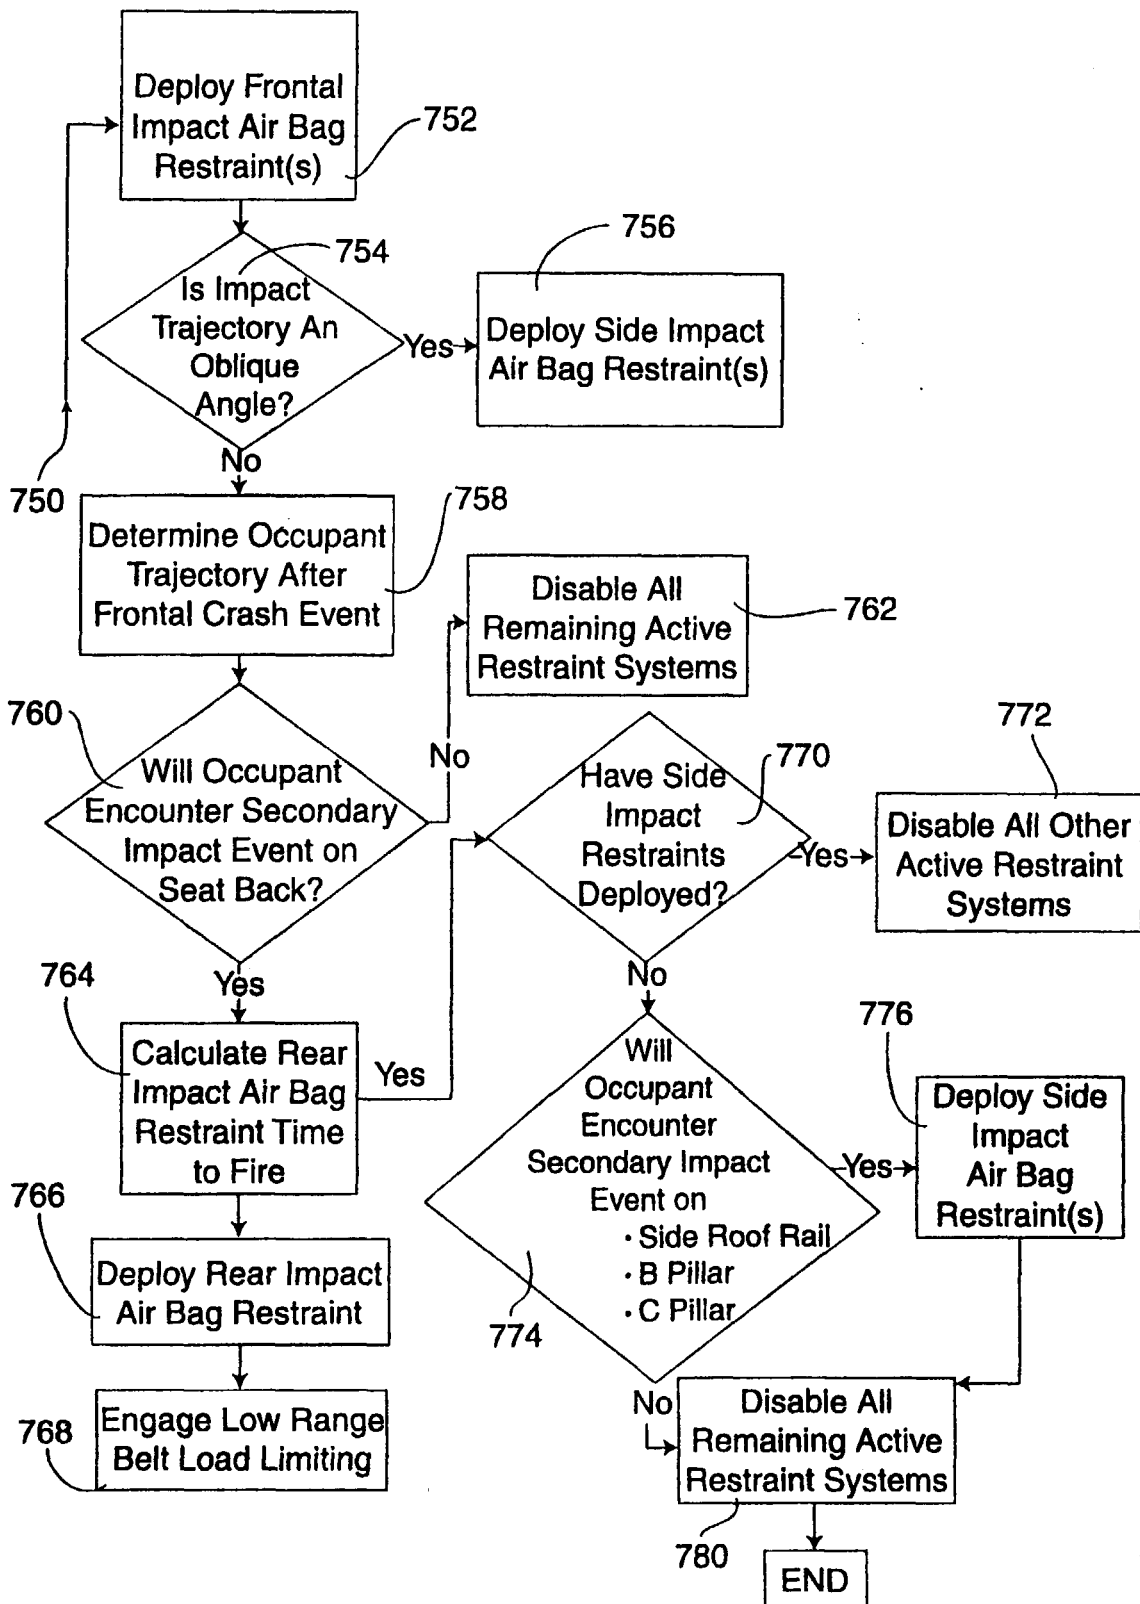 Deploy Frontal
Impact Air Bag
Restraint(s)
752
754
Is Impact
Trajectory An
Oblique
Angle?
Yes
756
Deploy Side Impact
Air Bag Restraint(s)
No
750
758
Determine Occupant
Trajectory After
Frontal Crash Event
Disable All
Remaining Active
Restraint Systems
762
760
Will Occupant
Encounter Secondary
Impact Event on
Seat Back?
No
770
Have Side
Impact
Restraints
Deployed?
Yes
772
Disable All Other
Active Restraint
Systems
Yes
764
Calculate Rear
Impact Air Bag
Restraint Time
to Fire
Yes
No
Will
Occupant
Encounter
Secondary Impact
Event on
• Side Roof Rail
• B Pillar
• C Pillar
774
Yes
776
Deploy Side
Impact
Air Bag
Restraint(s)
766
Deploy Rear Impact
Air Bag Restraint
768
Engage Low Range
Belt Load Limiting
No
Disable All
Remaining Active
Restraint Systems
780
END